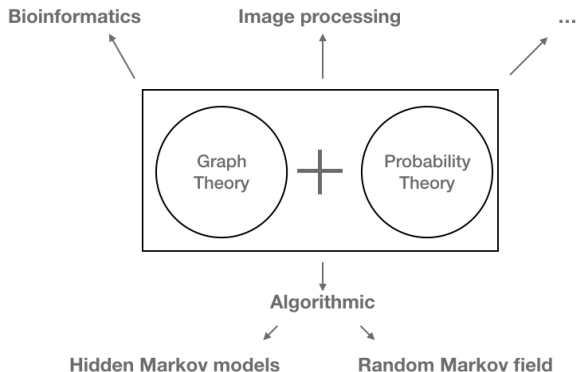 Bioinformatics
Image processing
...
Graph
Theory
Probability
Theory
Algorithmic
Hidden Markov models
Random Markov field